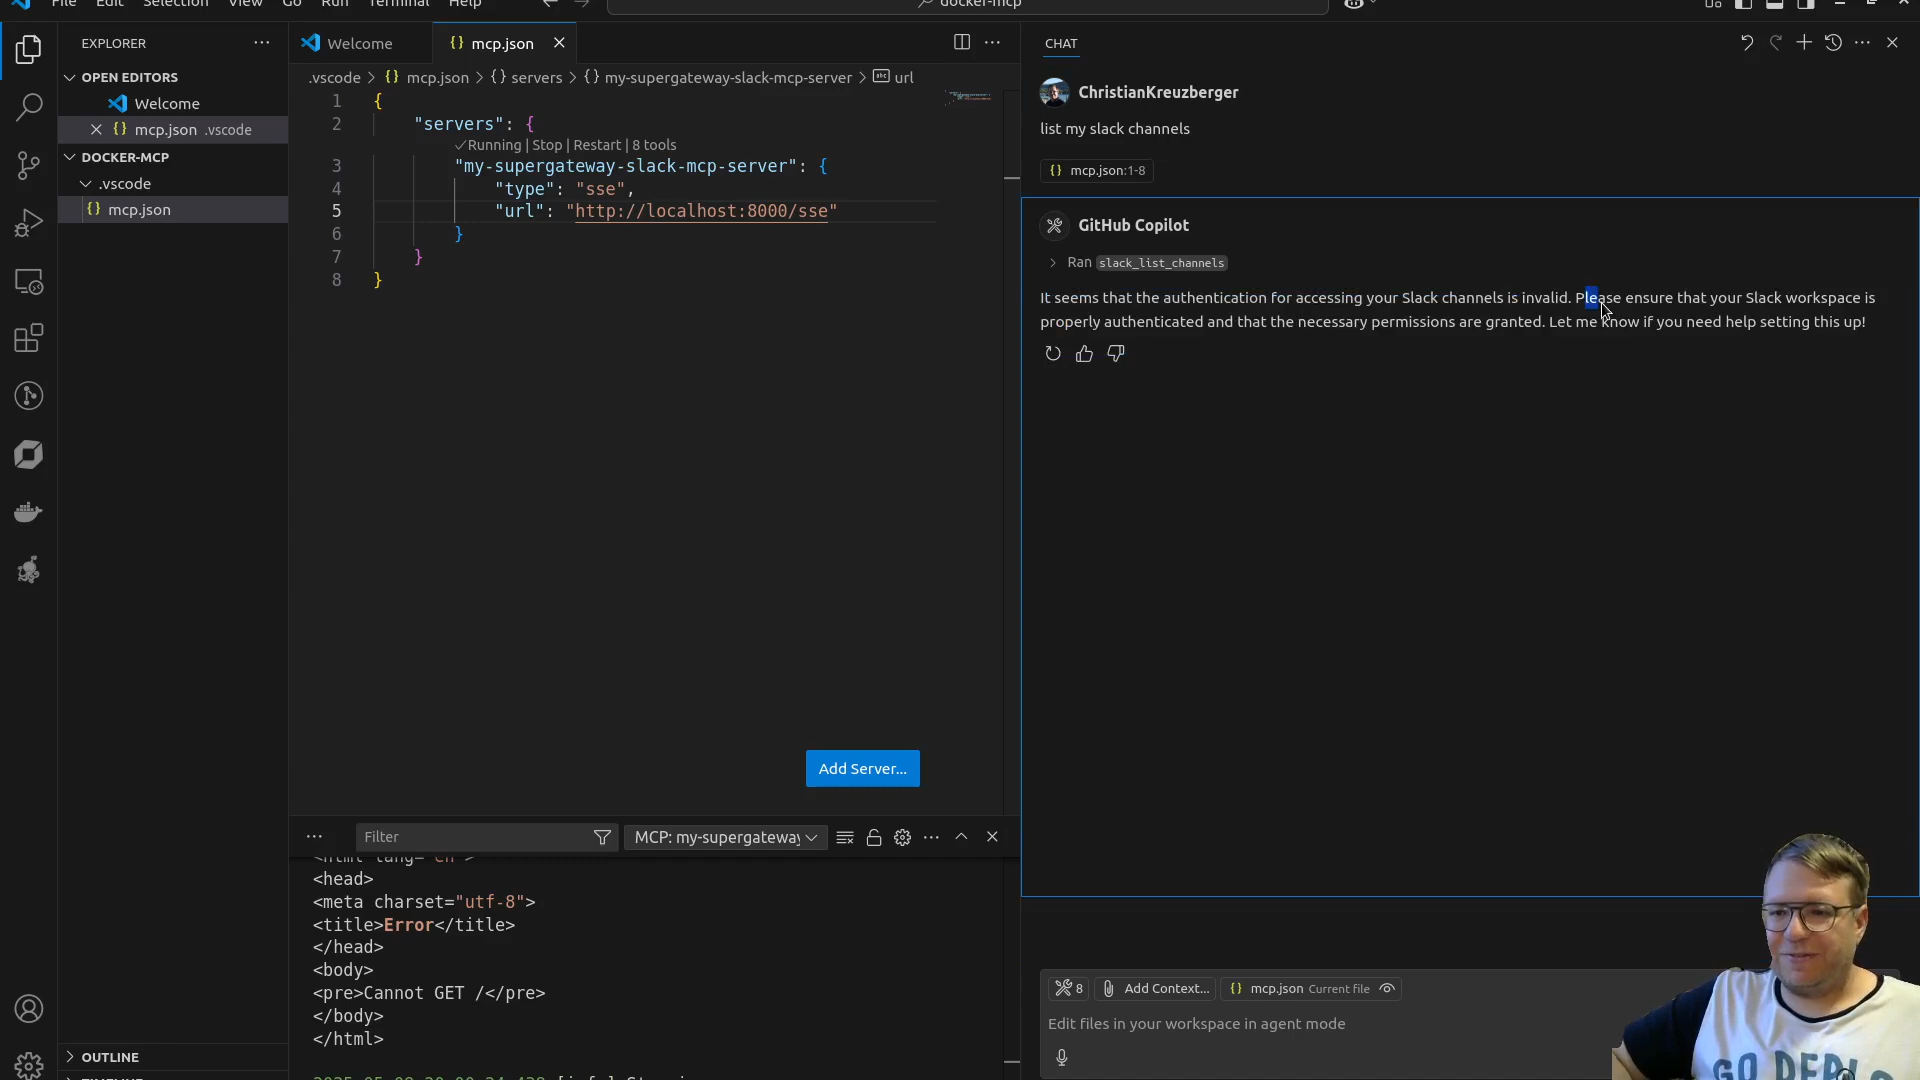 File Edit Selection View Go Run Terminal Help
docker-mcp
EXPLORER
OPEN EDITORS
Welcome
mcp.json .vscode
DOCKER-MCP
.vscode
mcp.json
OUTLINE
Welcome
mcp.json
.vscode > {} mcp.json > {} servers > {} my-supergateway-slack-mcp-server > url
1 {
2 "servers": {
✓Running | Stop | Restart | 8 tools
3 "my-supergateway-slack-mcp-server": {
4 "type": "sse",
5 "url": "http://localhost:8000/sse"
6 }
7 }
8 }
Add Server...
Filter
MCP: my-supergateway
<head>
<meta charset="utf-8">
<title>Error</title>
</head>
<body>
<pre>Cannot GET /</pre>
</body>
</html>
CHAT
ChristianKreuzberger
list my slack channels
{} mcp.json:1-8
GitHub Copilot
> Ran slack_list_channels
It seems that the authentication for accessing your Slack channels is invalid. Please ensure that your Slack workspace is
properly authenticated and that the necessary permissions are granted. Let me know if you need help setting this up!
8
Add Context...
{} mcp.json Current file
Edit files in your workspace in agent mode